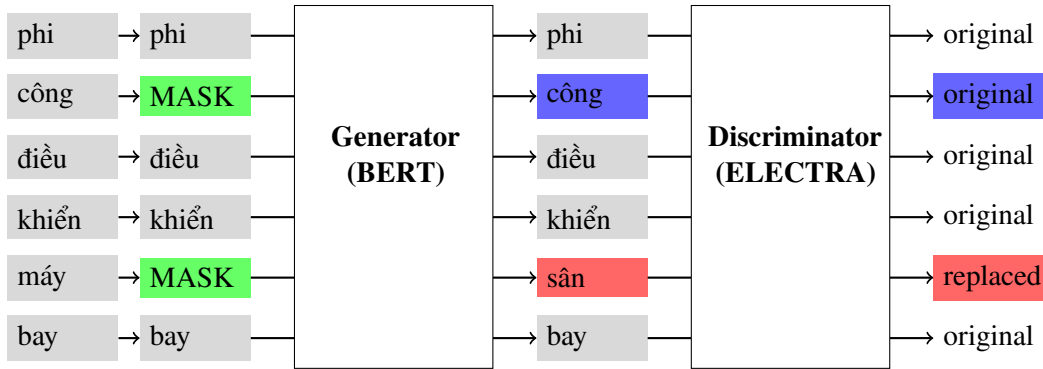 phi phi phi original
công MASK công original
điều điều Generator (BERT) điều Discriminator (ELECTRA) original
khiển khiển khiển original
máy MASK sân replaced
bay bay bay original